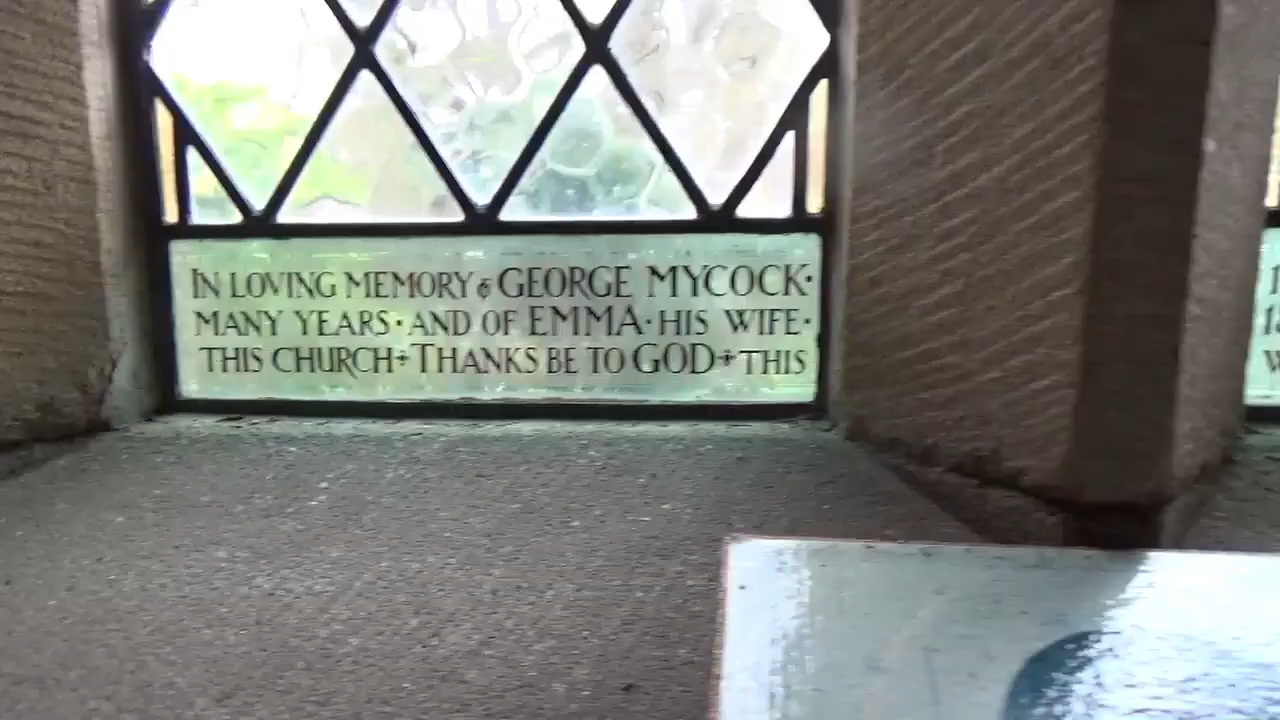 IN LOVING MEMORY of GEORGE MYCOCK·
MANY YEARS · AND OF EMMA · HIS WIFE ·
THIS CHURCH + THANKS BE TO GOD + THIS